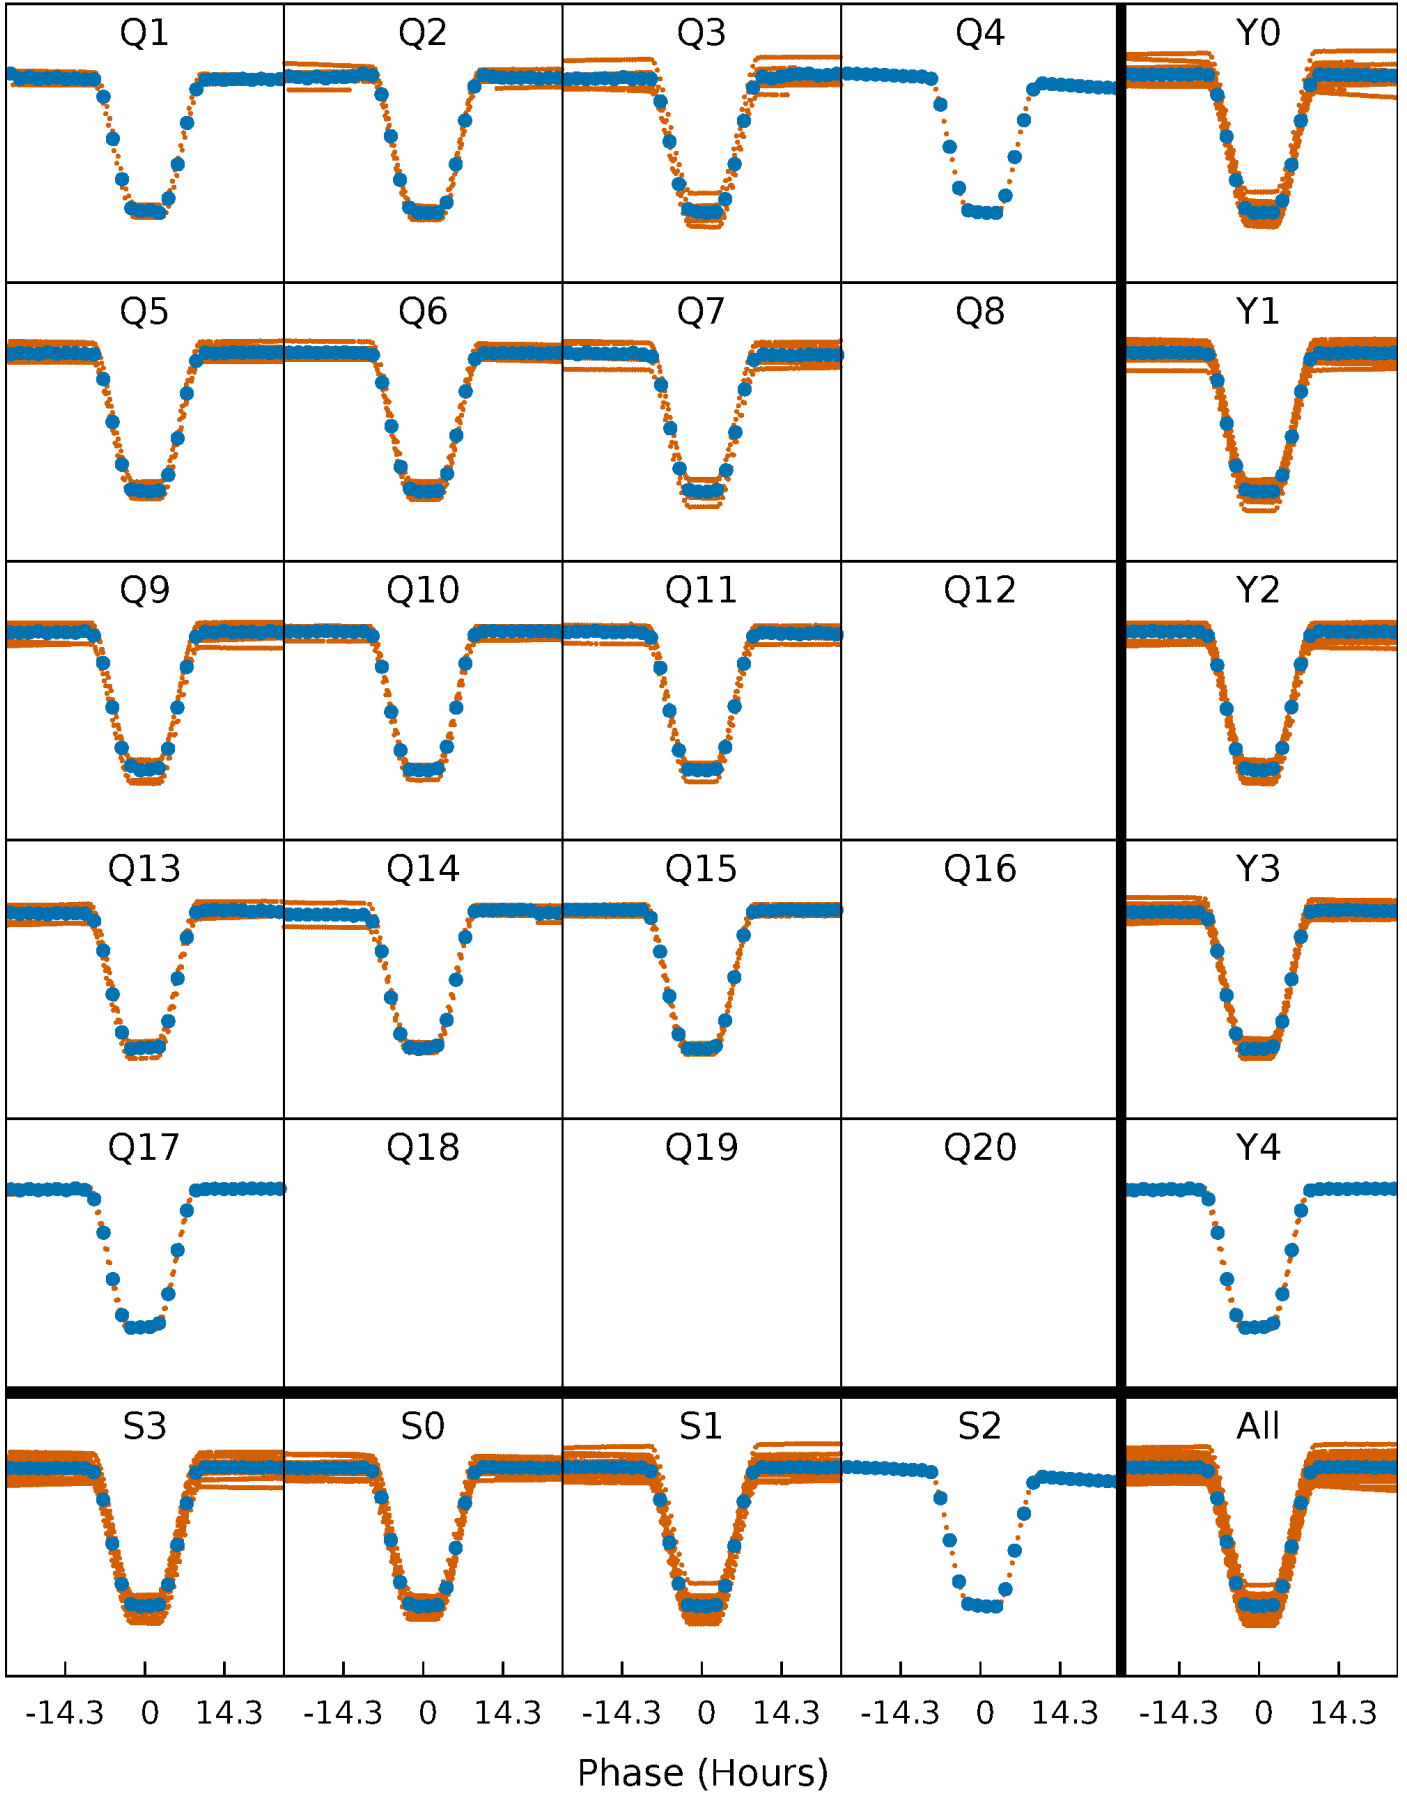 Q1 Q2 Q3 Q4 Y0
Q5 Q6 Q7 Q8 Y1
Q9 Q10 Q11 Q12 Y2
Q13 Q14 Q15 Q16 Y3
Q17 Q18 Q19 Q20 Y4
S3 S0 S1 S2 All
-14.3 0 14.3 -14.3 0 14.3 -14.3 0 14.3 -14.3 0 14.3 -14.3 0 14.3
Phase (Hours)